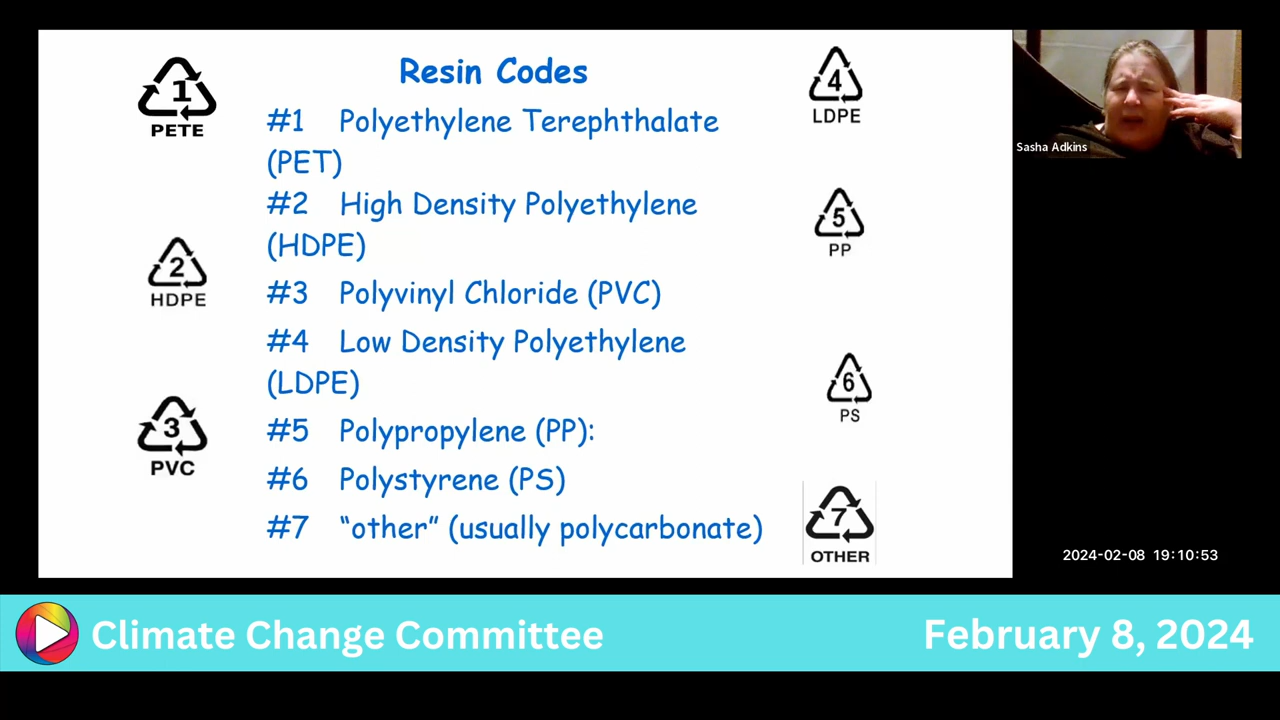 Resin Codes
1
PETE
#1 Polyethylene Terephthalate
(PET)
#2 High Density Polyethylene
(HDPE)
2
HDPE
#3 Polyvinyl Chloride (PVC)
#4 Low Density Polyethylene
(LDPE)
3
PVC
#5 Polypropylene (PP):
#6 Polystyrene (PS)
#7 “other” (usually polycarbonate)
4
LDPE
5
PP
6
PS
7
OTHER
Sasha Adkins
2024-02-08 19:10:53
Climate Change Committee
February 8, 2024